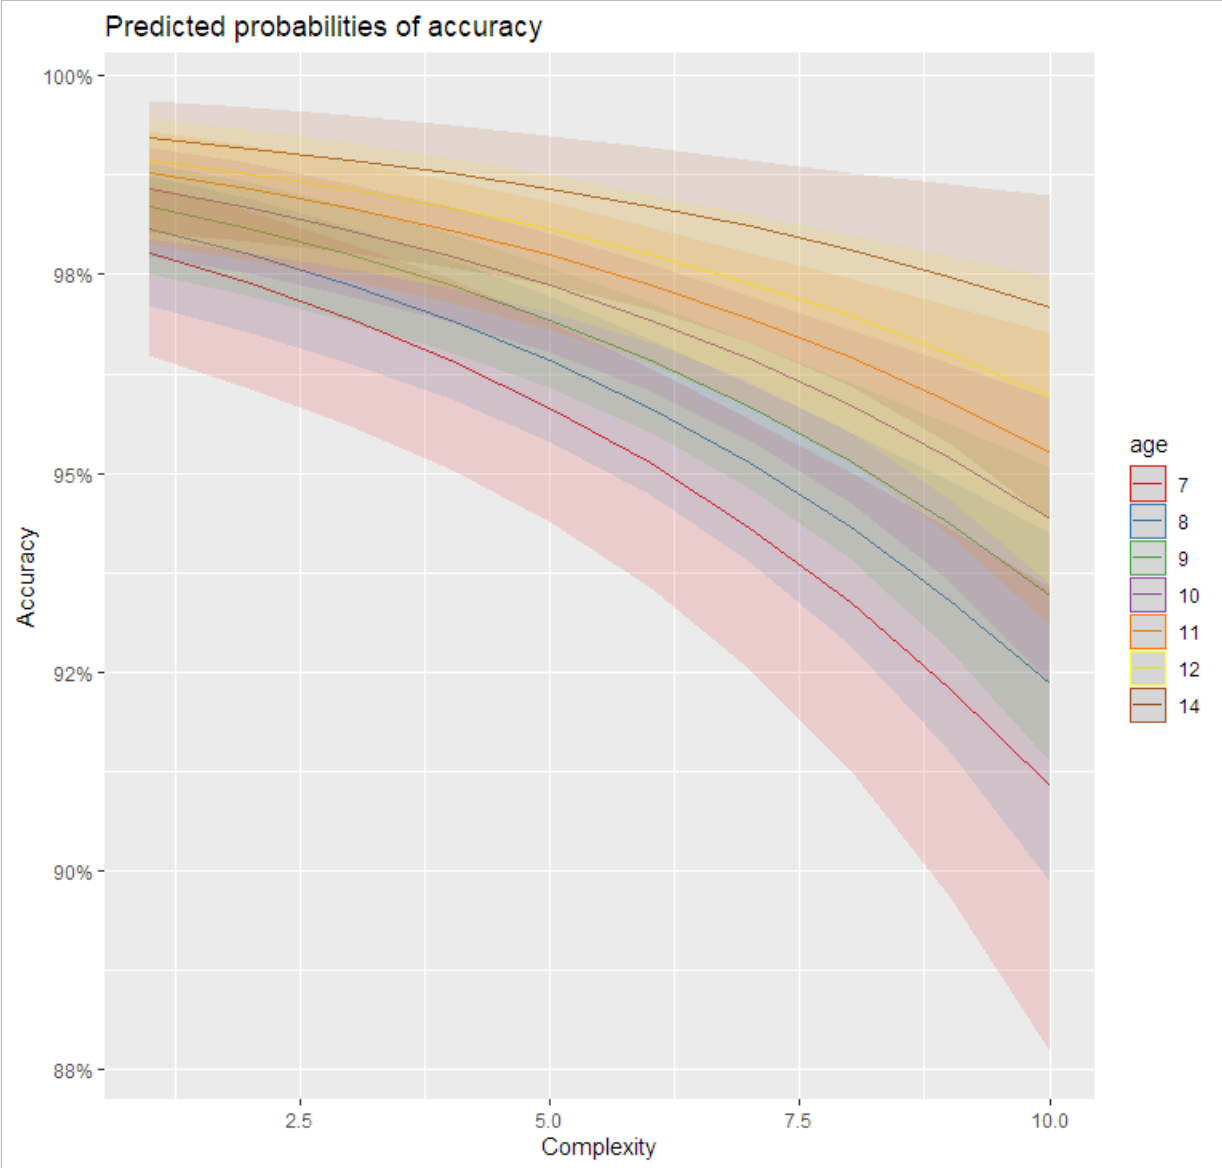 Predicted probabilities of accuracy
100%
98%
95%
92%
90%
88%
Accuracy
2.5 5.0 7.5 10.0
Complexity
age
7
8
9
10
11
12
14